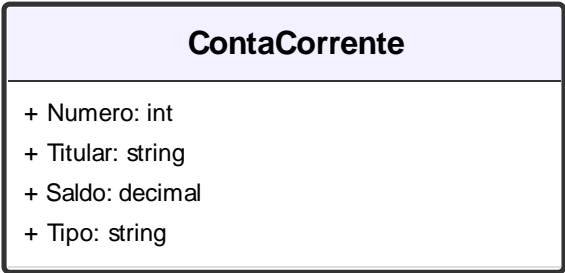 ContaCorrente
+ Numero: int
+ Titular: string
+ Saldo: decimal
+ Tipo: string